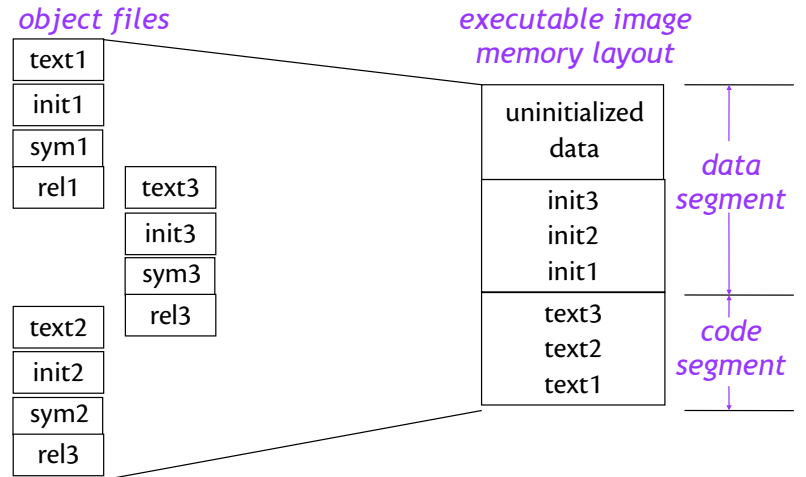 object files
text1
init1
sym1
rel1
text3
init3
sym3
rel3
text2
init2
sym2
rel3
executable image
memory layout
uninitialized
data
init3
init2
init1
text3
text2
text1
data
segment
code
segment